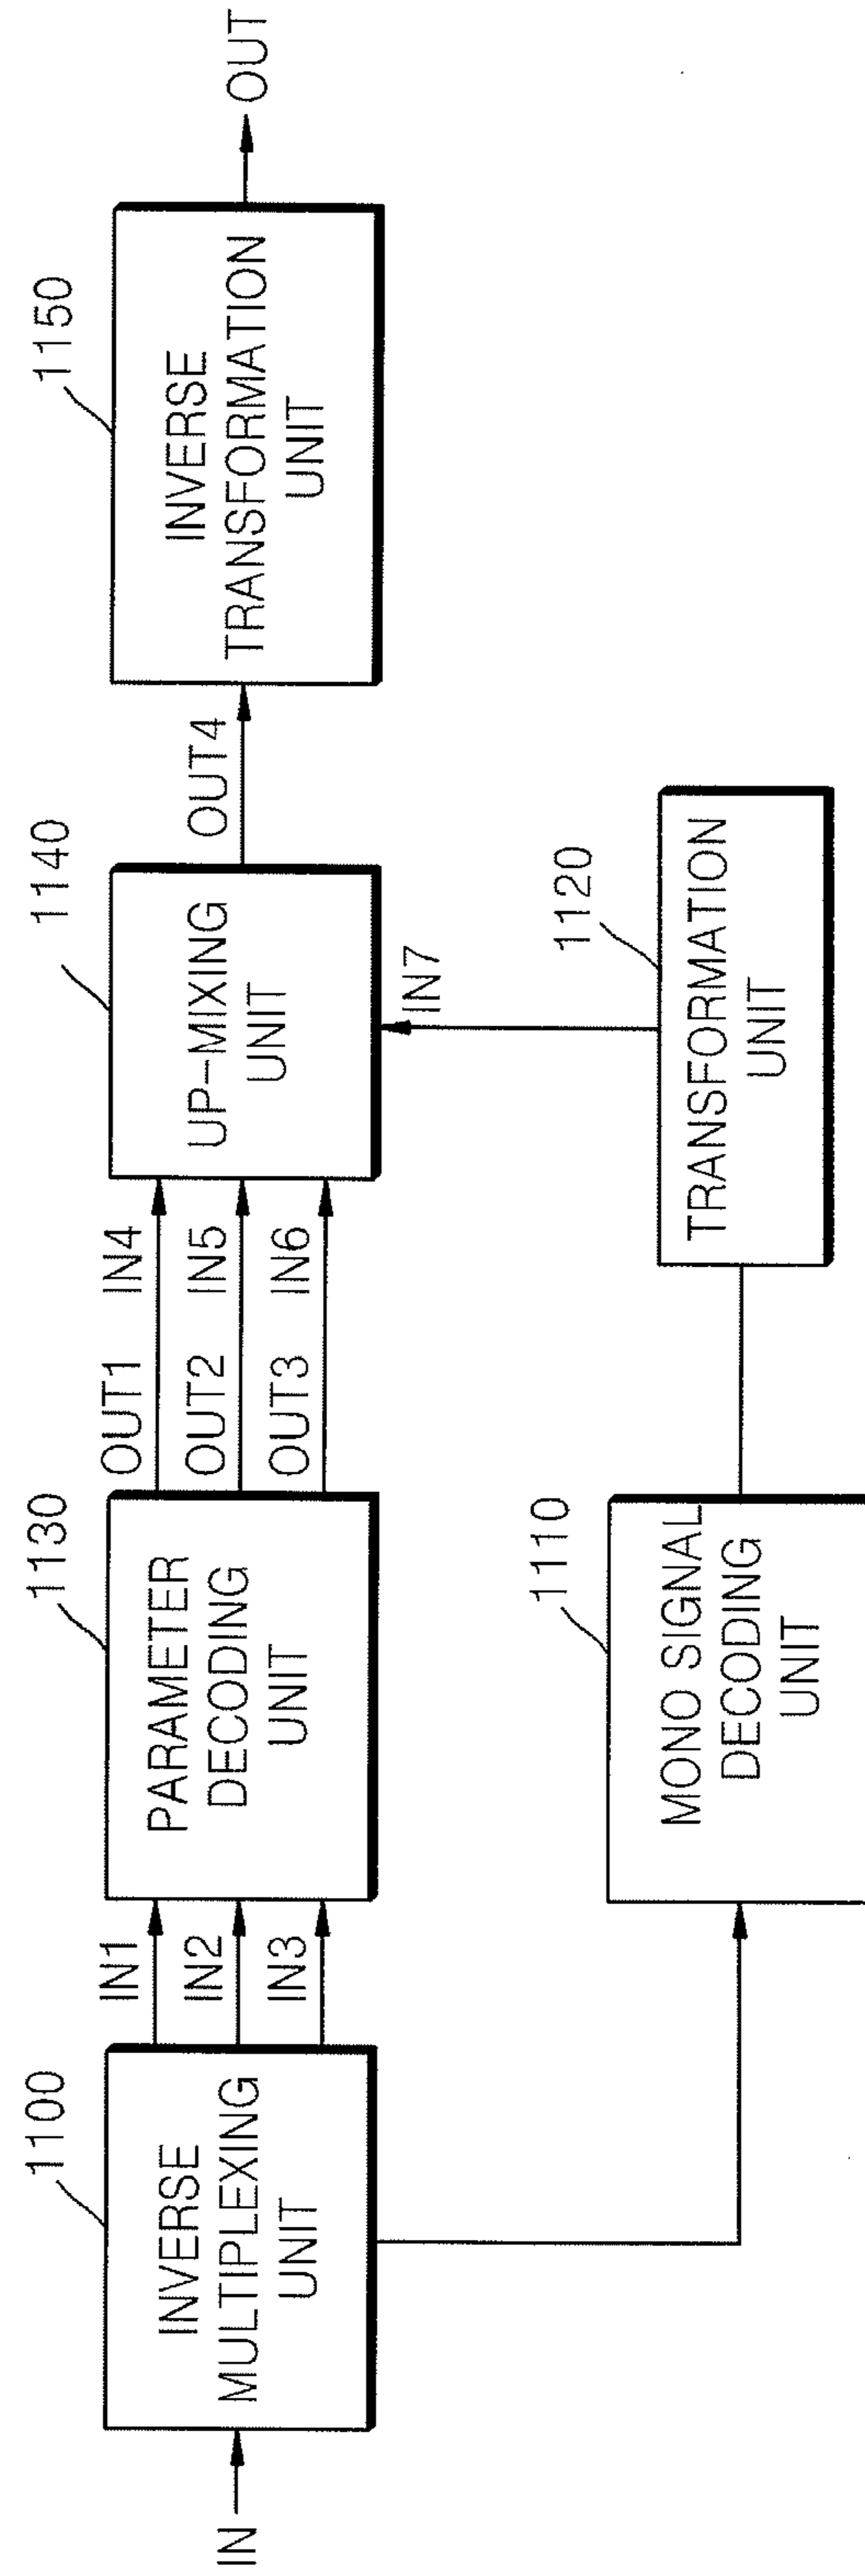 IN
1100
INVERSE
MULTIPLEXING
UNIT
IN1
IN2
IN3
1130
PARAMETER
DECODING
UNIT
OUT1 IN4
OUT2 IN5
OUT3 IN6
1140
UP-MIXING
UNIT
IN7
OUT4
1150
INVERSE
TRANSFORMATION
UNIT
OUT
1110
MONO SIGNAL
DECODING
UNIT
1120
TRANSFORMATION
UNIT